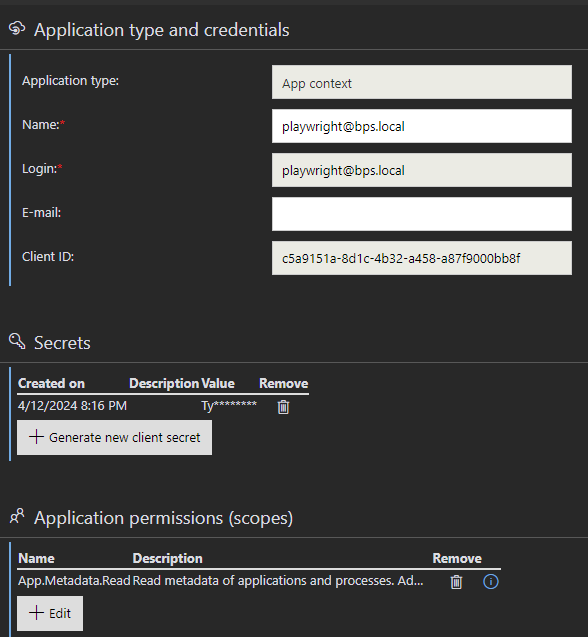 Application type and credentials
Application type: App context
Name:* playwright@bps.local
Login:* playwright@bps.local
E-mail:
Client ID: c5a9151a-8d1c-4b32-a458-a87f9000bb8f
Secrets
Created on Description Value Remove
4/12/2024 8:16 PM Ty********
Generate new client secret
Application permissions (scopes)
Name Description Remove
App.Metadata.Read Read metadata of applications and processes. Ad...
Edit